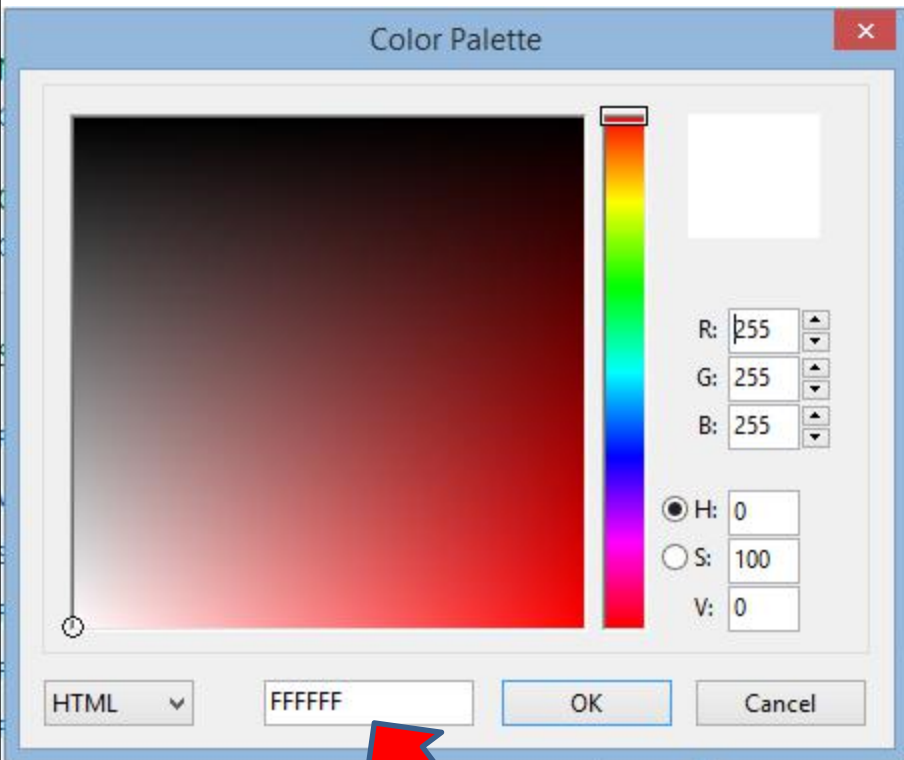 Color Palette
R: 255
G: 255
B: 255
H: 0
S: 100
V: 0
HTML FFFFFF OK Cancel